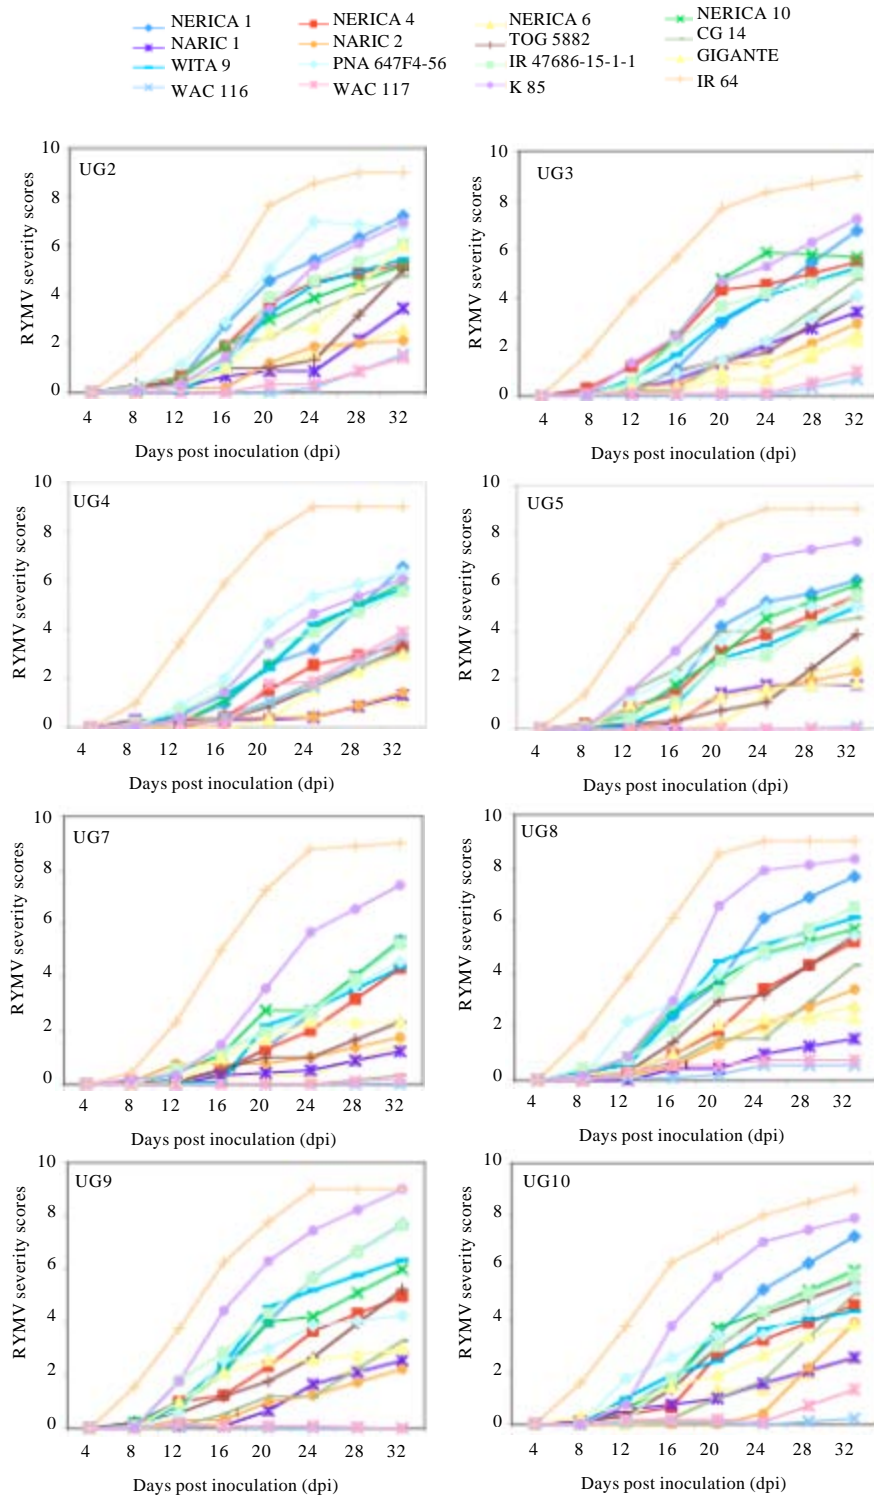 NERICA 1 NERICA 4 NERICA 6 NERICA 10
NARIC 1 NARIC 2 TOG 5882 CG 14
WITA 9 PNA 647F4-56 IR 47686-15-1-1 GIGANTE
WAC 116 WAC 117 K 85 IR 64
UG2
RYMV severity scores
10
8
6
4
2
0
4 8 12 16 20 24 28 32
Days post inoculation (dpi)
UG3
RYMV severity scores
10
8
6
4
2
0
4 8 12 16 20 24 28 32
Days post inoculation (dpi)
UG4
RYMV severity scores
10
8
6
4
2
0
4 8 12 16 20 24 28 32
Days post inoculation (dpi)
UG5
RYMV severity scores
10
8
6
4
2
0
4 8 12 16 20 24 28 32
Days post inoculation (dpi)
UG7
RYMV severity scores
10
8
6
4
2
0
4 8 12 16 20 24 28 32
Days post inoculation (dpi)
UG8
RYMV severity scores
10
8
6
4
2
0
4 8 12 16 20 24 28 32
Days post inoculation (dpi)
UG9
RYMV severity scores
10
8
6
4
2
0
4 8 12 16 20 24 28 32
Days post inoculation (dpi)
UG10
RYMV severity scores
10
8
6
4
2
0
4 8 12 16 20 24 28 32
Days post inoculation (dpi)